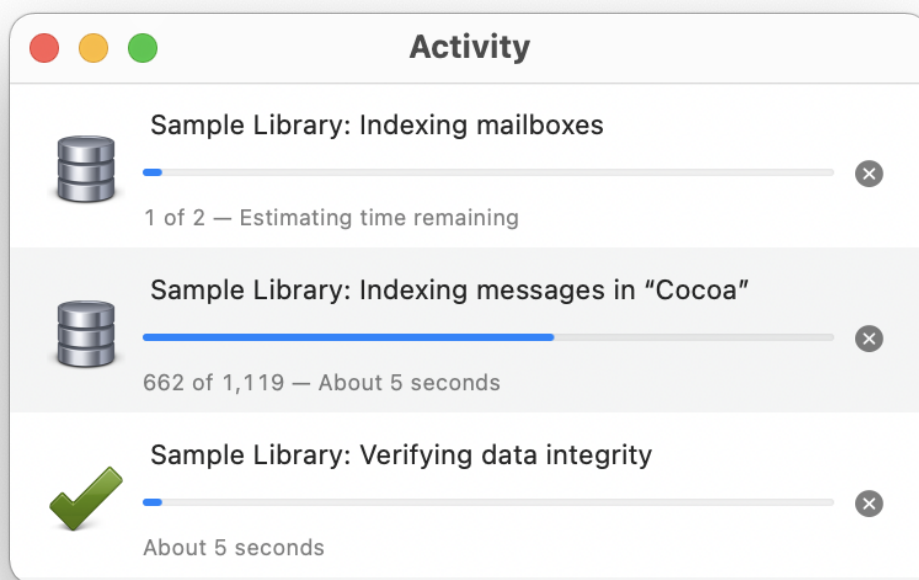 Activity
Sample Library: Indexing mailboxes
1 of 2 — Estimating time remaining
Sample Library: Indexing messages in “Cocoa”
662 of 1,119 — About 5 seconds
Sample Library: Verifying data integrity
About 5 seconds